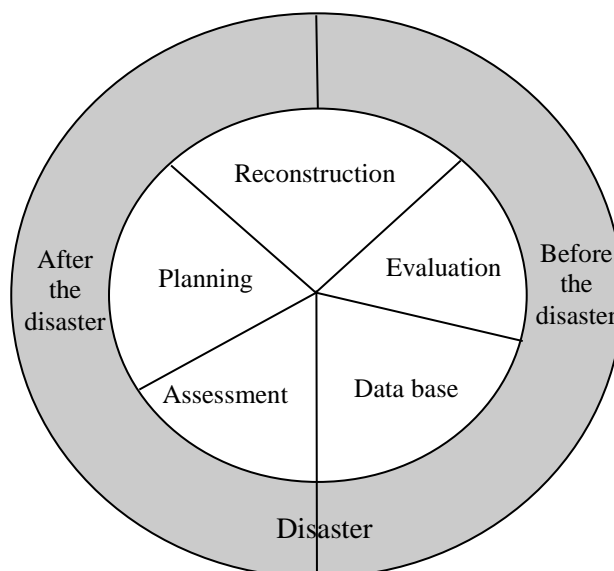 Reconstruction
After
the
disaster
Planning
Evaluation
Before
the
disaster
Assessment
Data base
Disaster